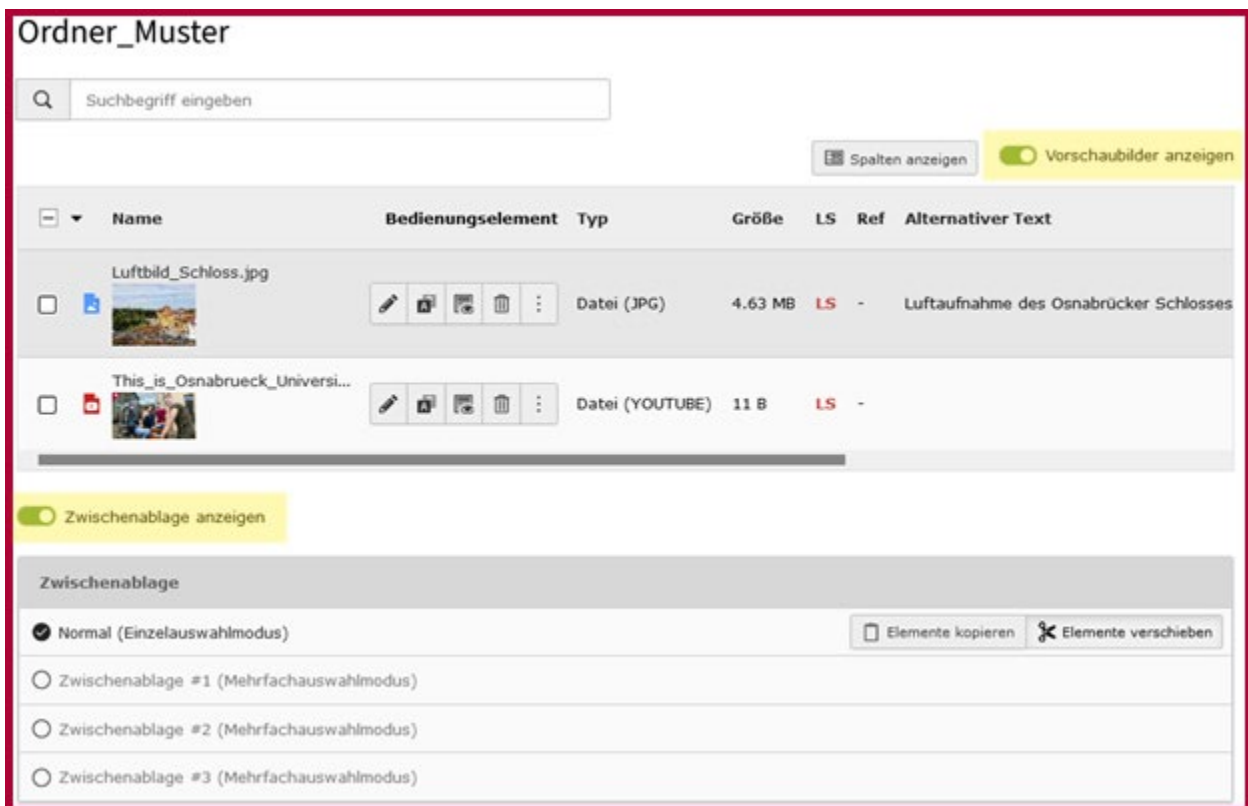 Ordner_Muster
Suchbegriff eingeben
Spalten anzeigen Vorschaubilder anzeigen
Name Bedienungselement Typ Größe LS Ref Alternativer Text
Luftbild_Schloss.jpg
Datei (JPG) 4.63 MB LS - Luftaufnahme des Osnabrücker Schlosses
This_is_Osnabrueck_Universi...
Datei (YOUTUBE) 11 B LS -
Zwischenablage anzeigen
Zwischenablage
Normal (Einzelauswahlmodus) Elemente kopieren Elemente verschieben
Zwischenablage #1 (Mehrfachauswahlmodus)
Zwischenablage #2 (Mehrfachauswahlmodus)
Zwischenablage #3 (Mehrfachauswahlmodus)